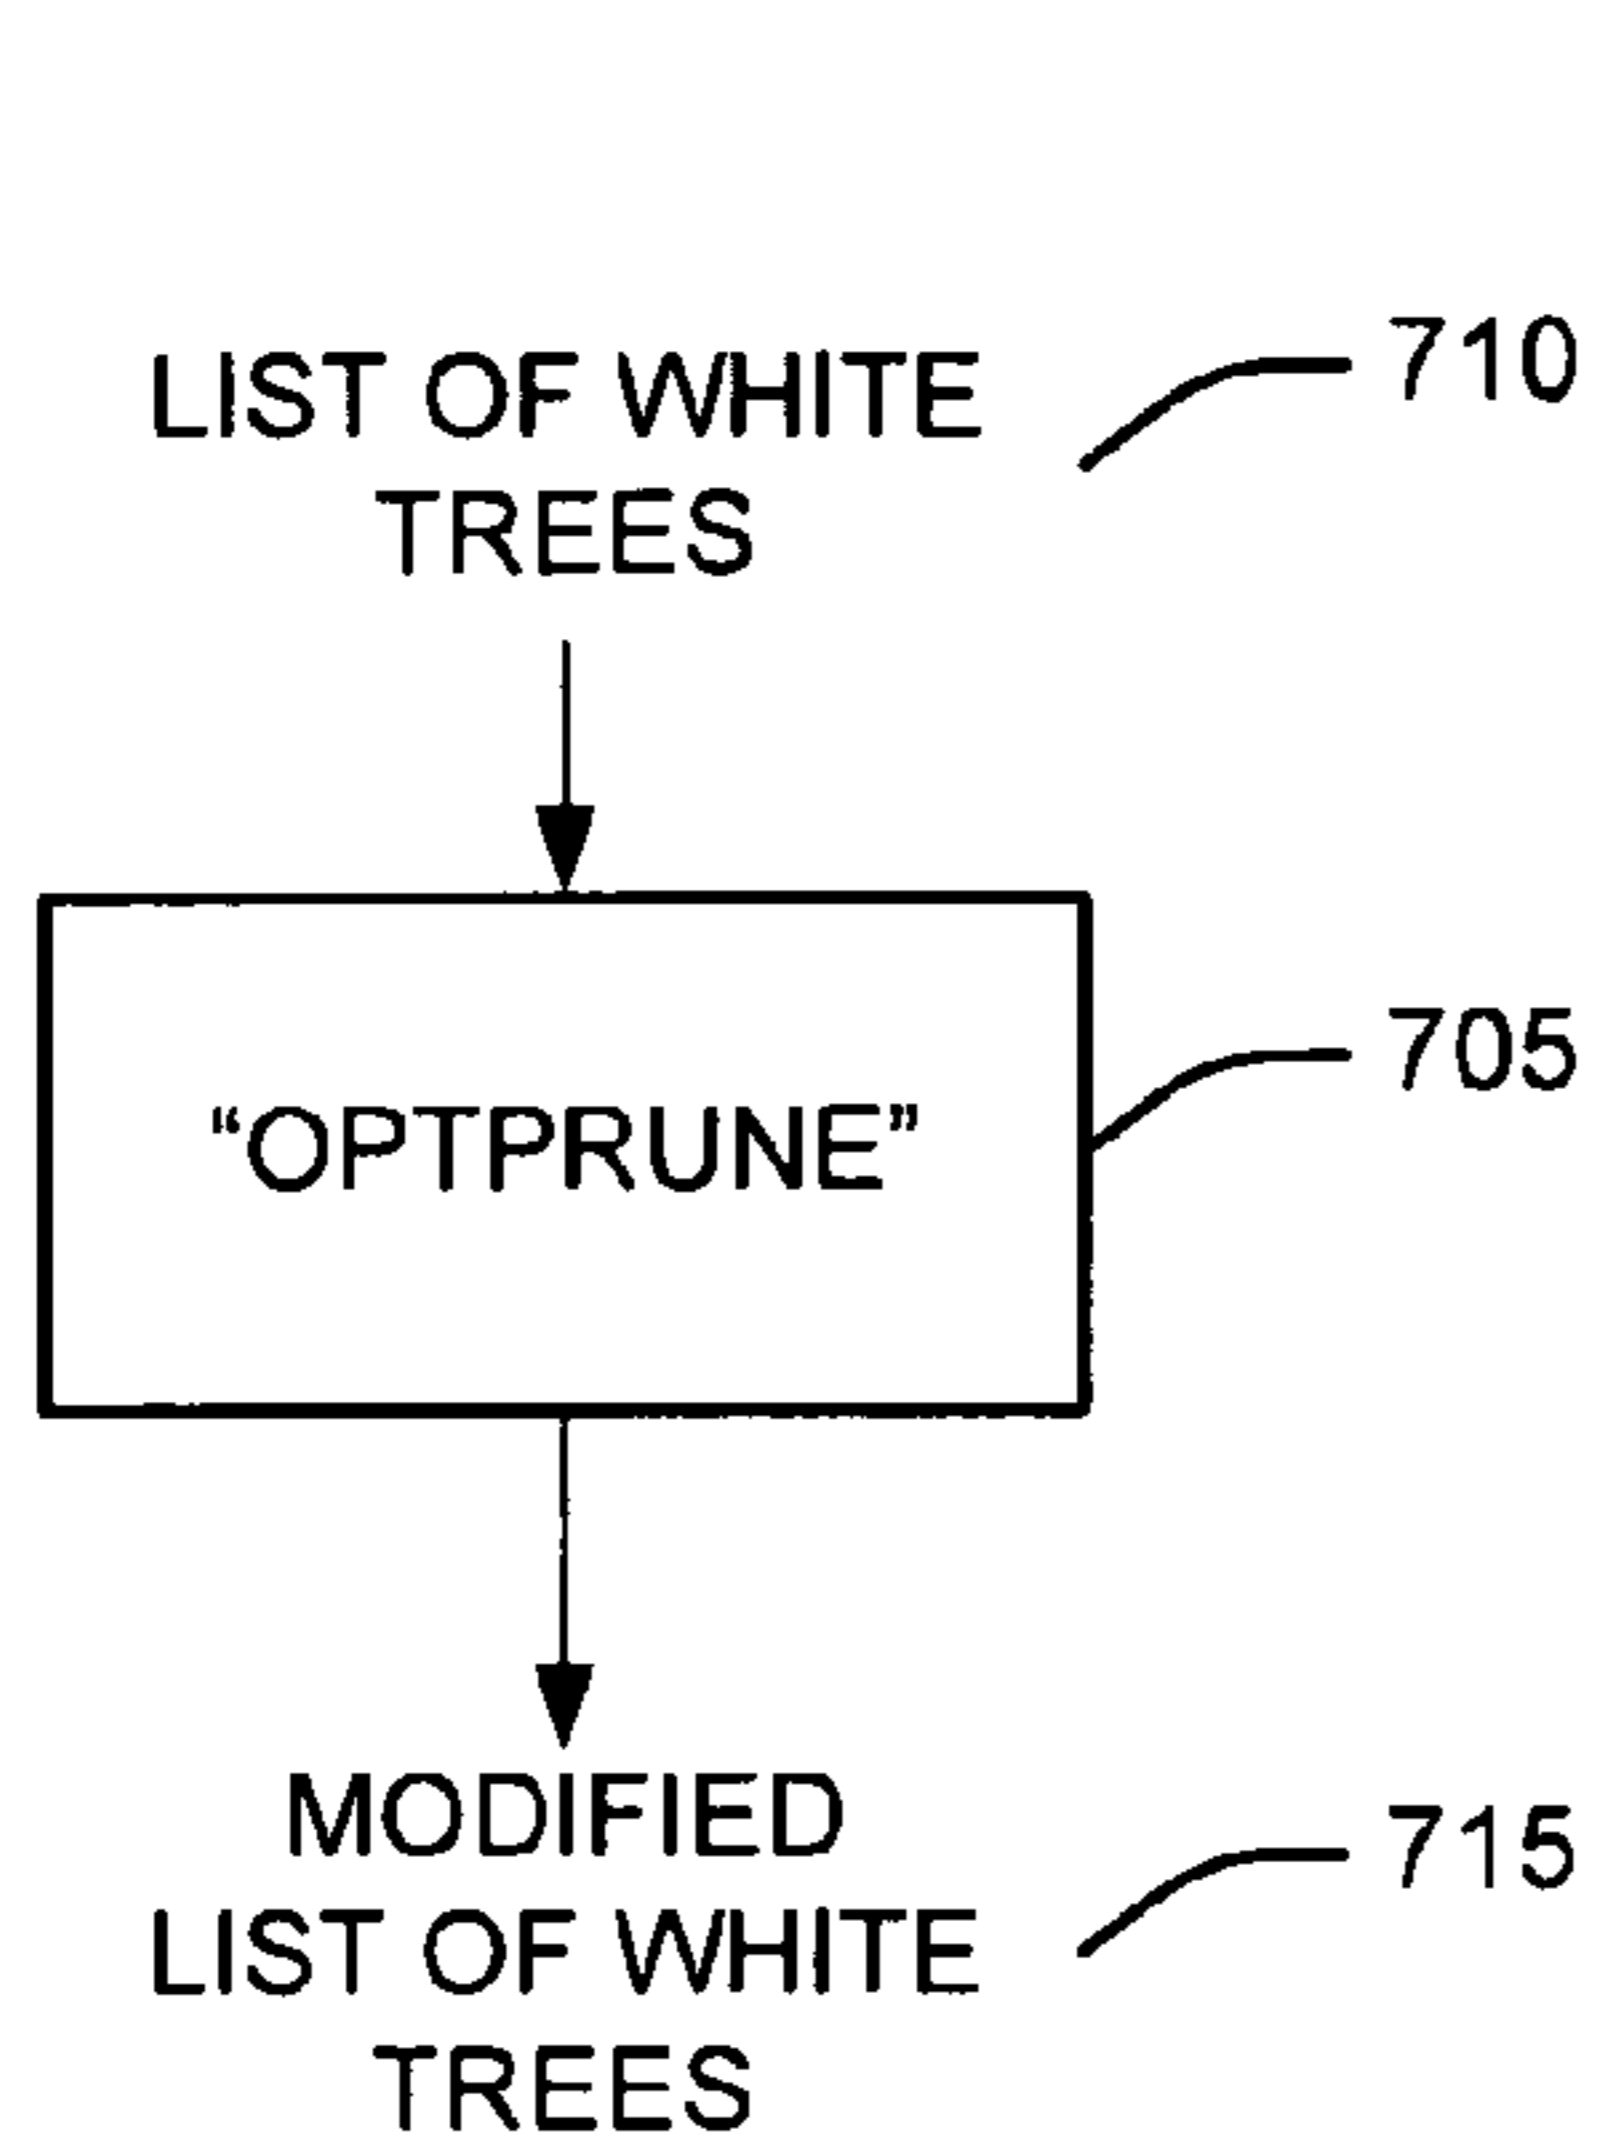 LIST OF WHITE
TREES
710
“OPTPRUNE”
705
MODIFIED
LIST OF WHITE
TREES
715